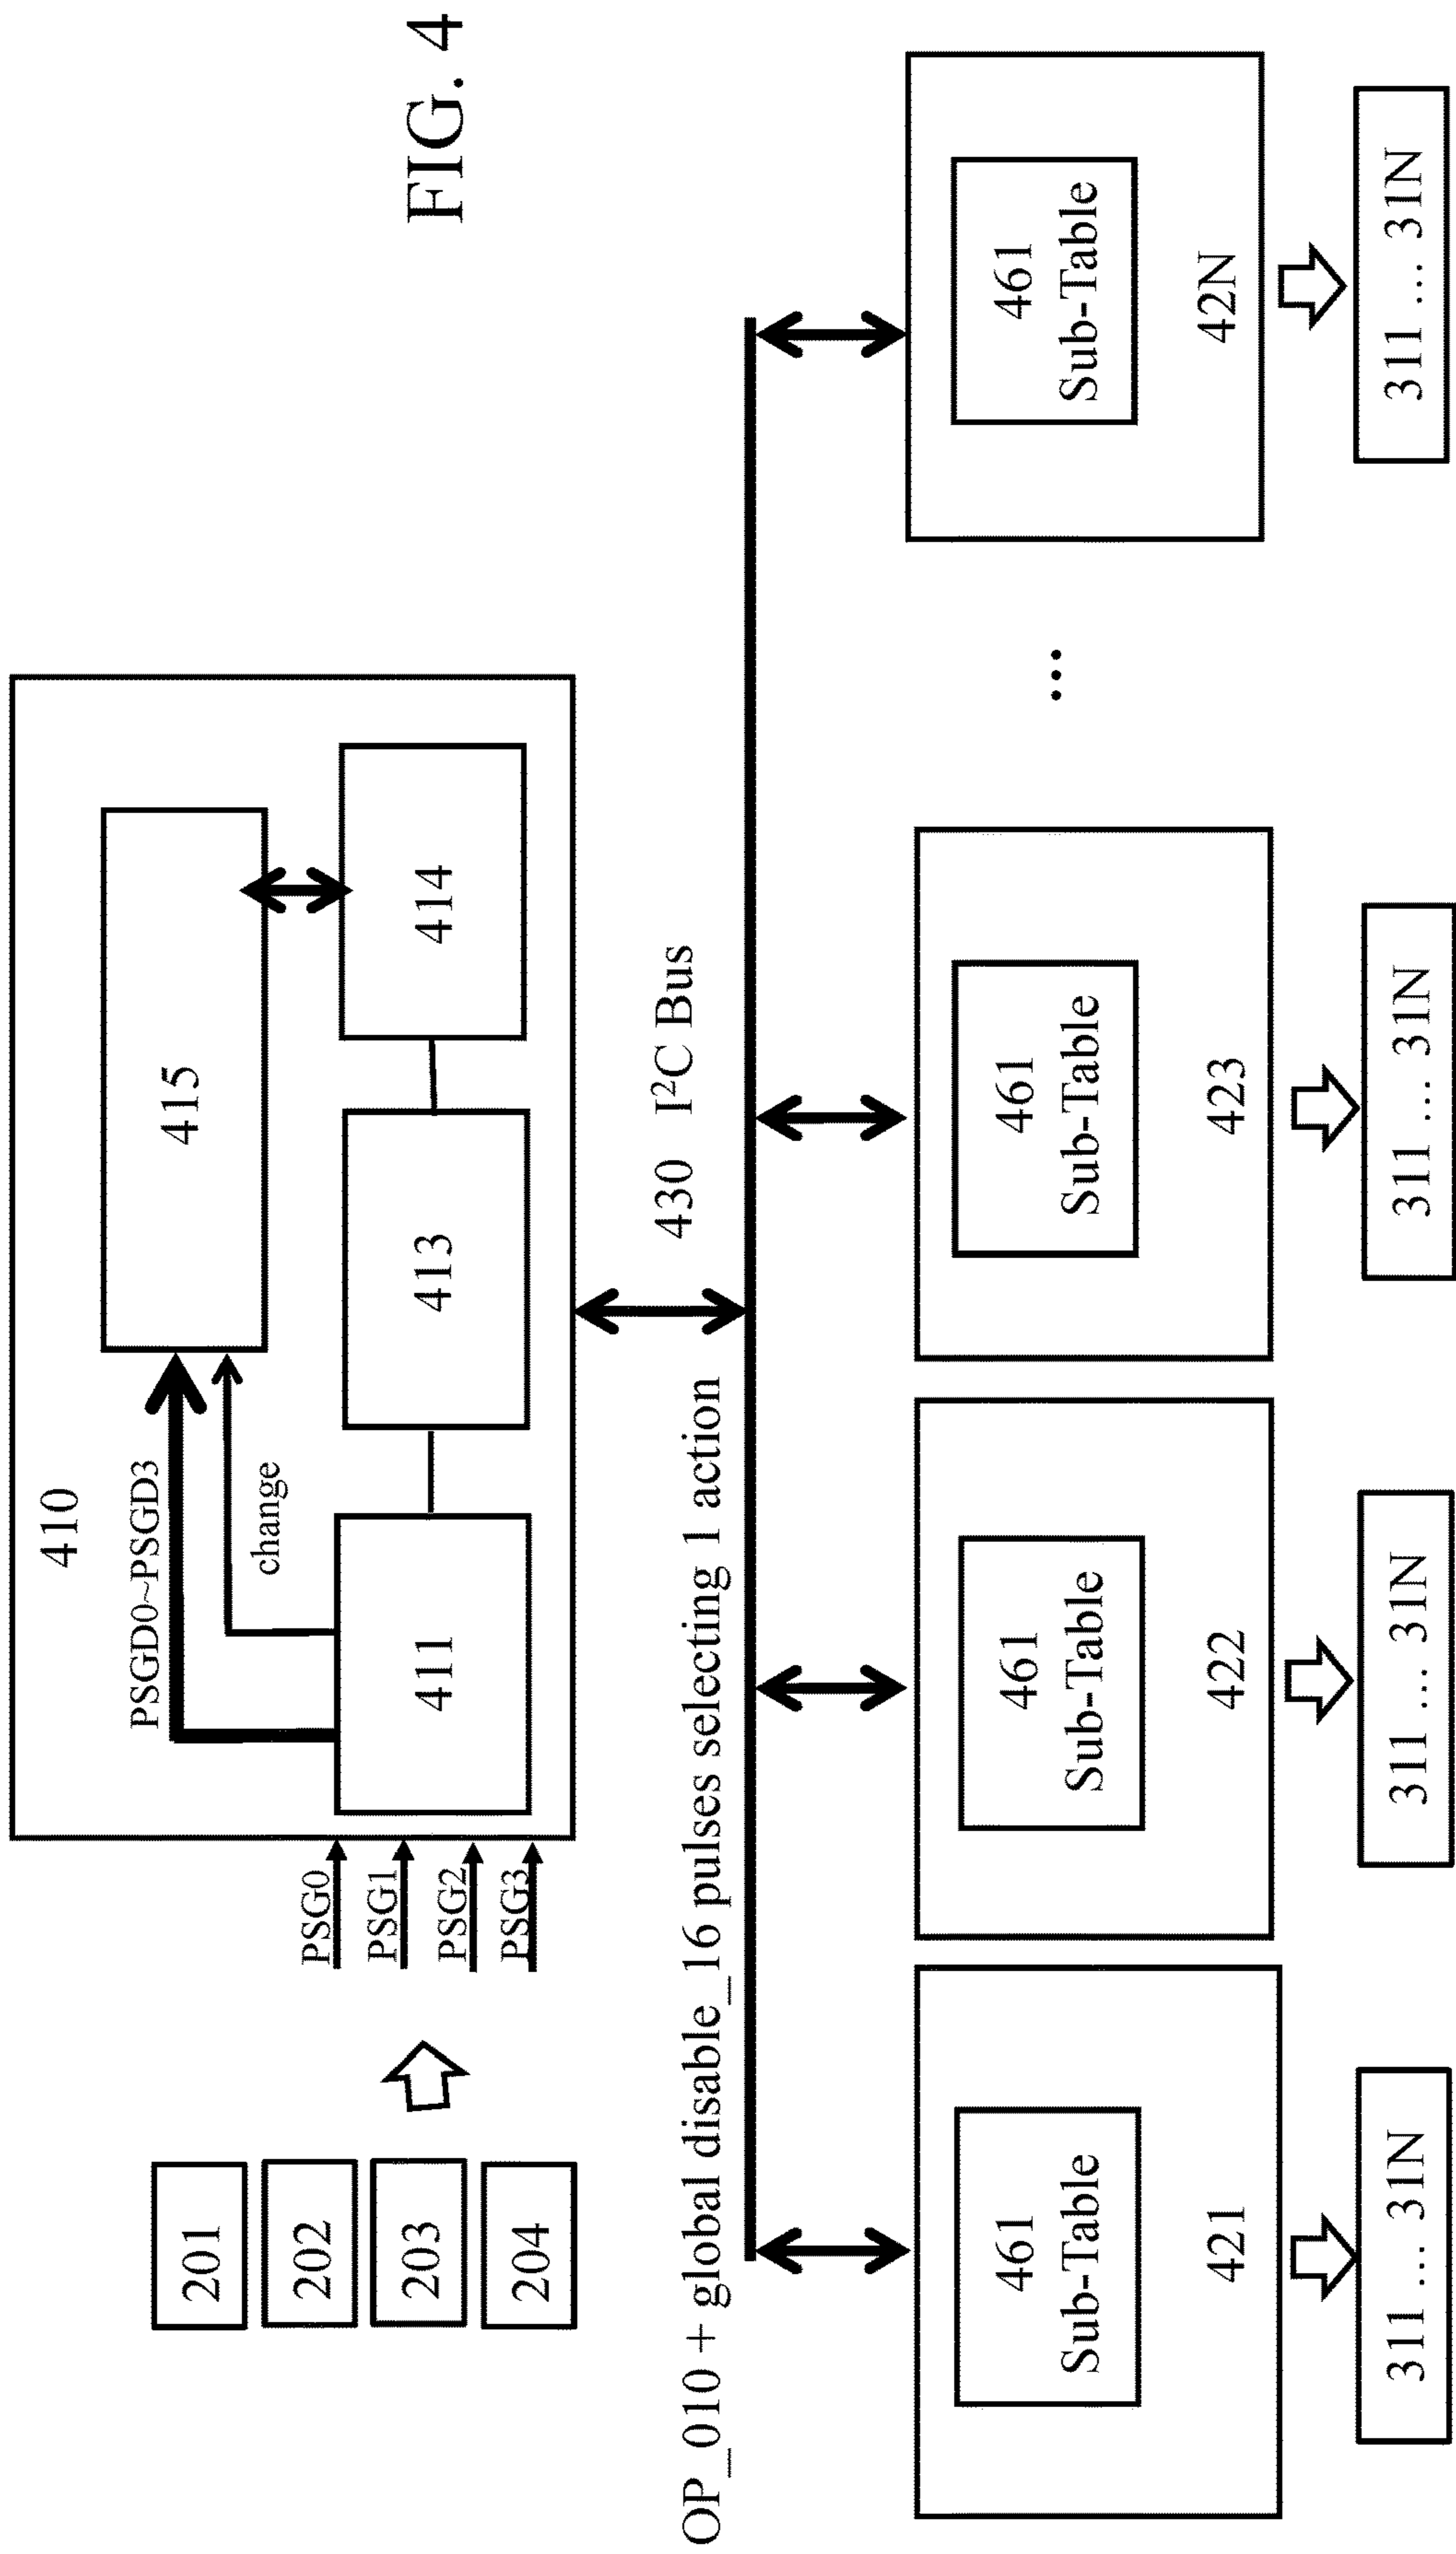 201
202
203
204
PSG0
PSG1
PSG2
PSG3
410
PSGD0~PSGD3
change
415
411
413
414
FIG. 4
430 I²C Bus
OP_010 + global disable_16 pulses selecting 1 action
461
Sub-Table
421
461
Sub-Table
422
461
Sub-Table
423
...
461
Sub-Table
42N
311 ... 31N
311 ... 31N
311 ... 31N
311 ... 31N